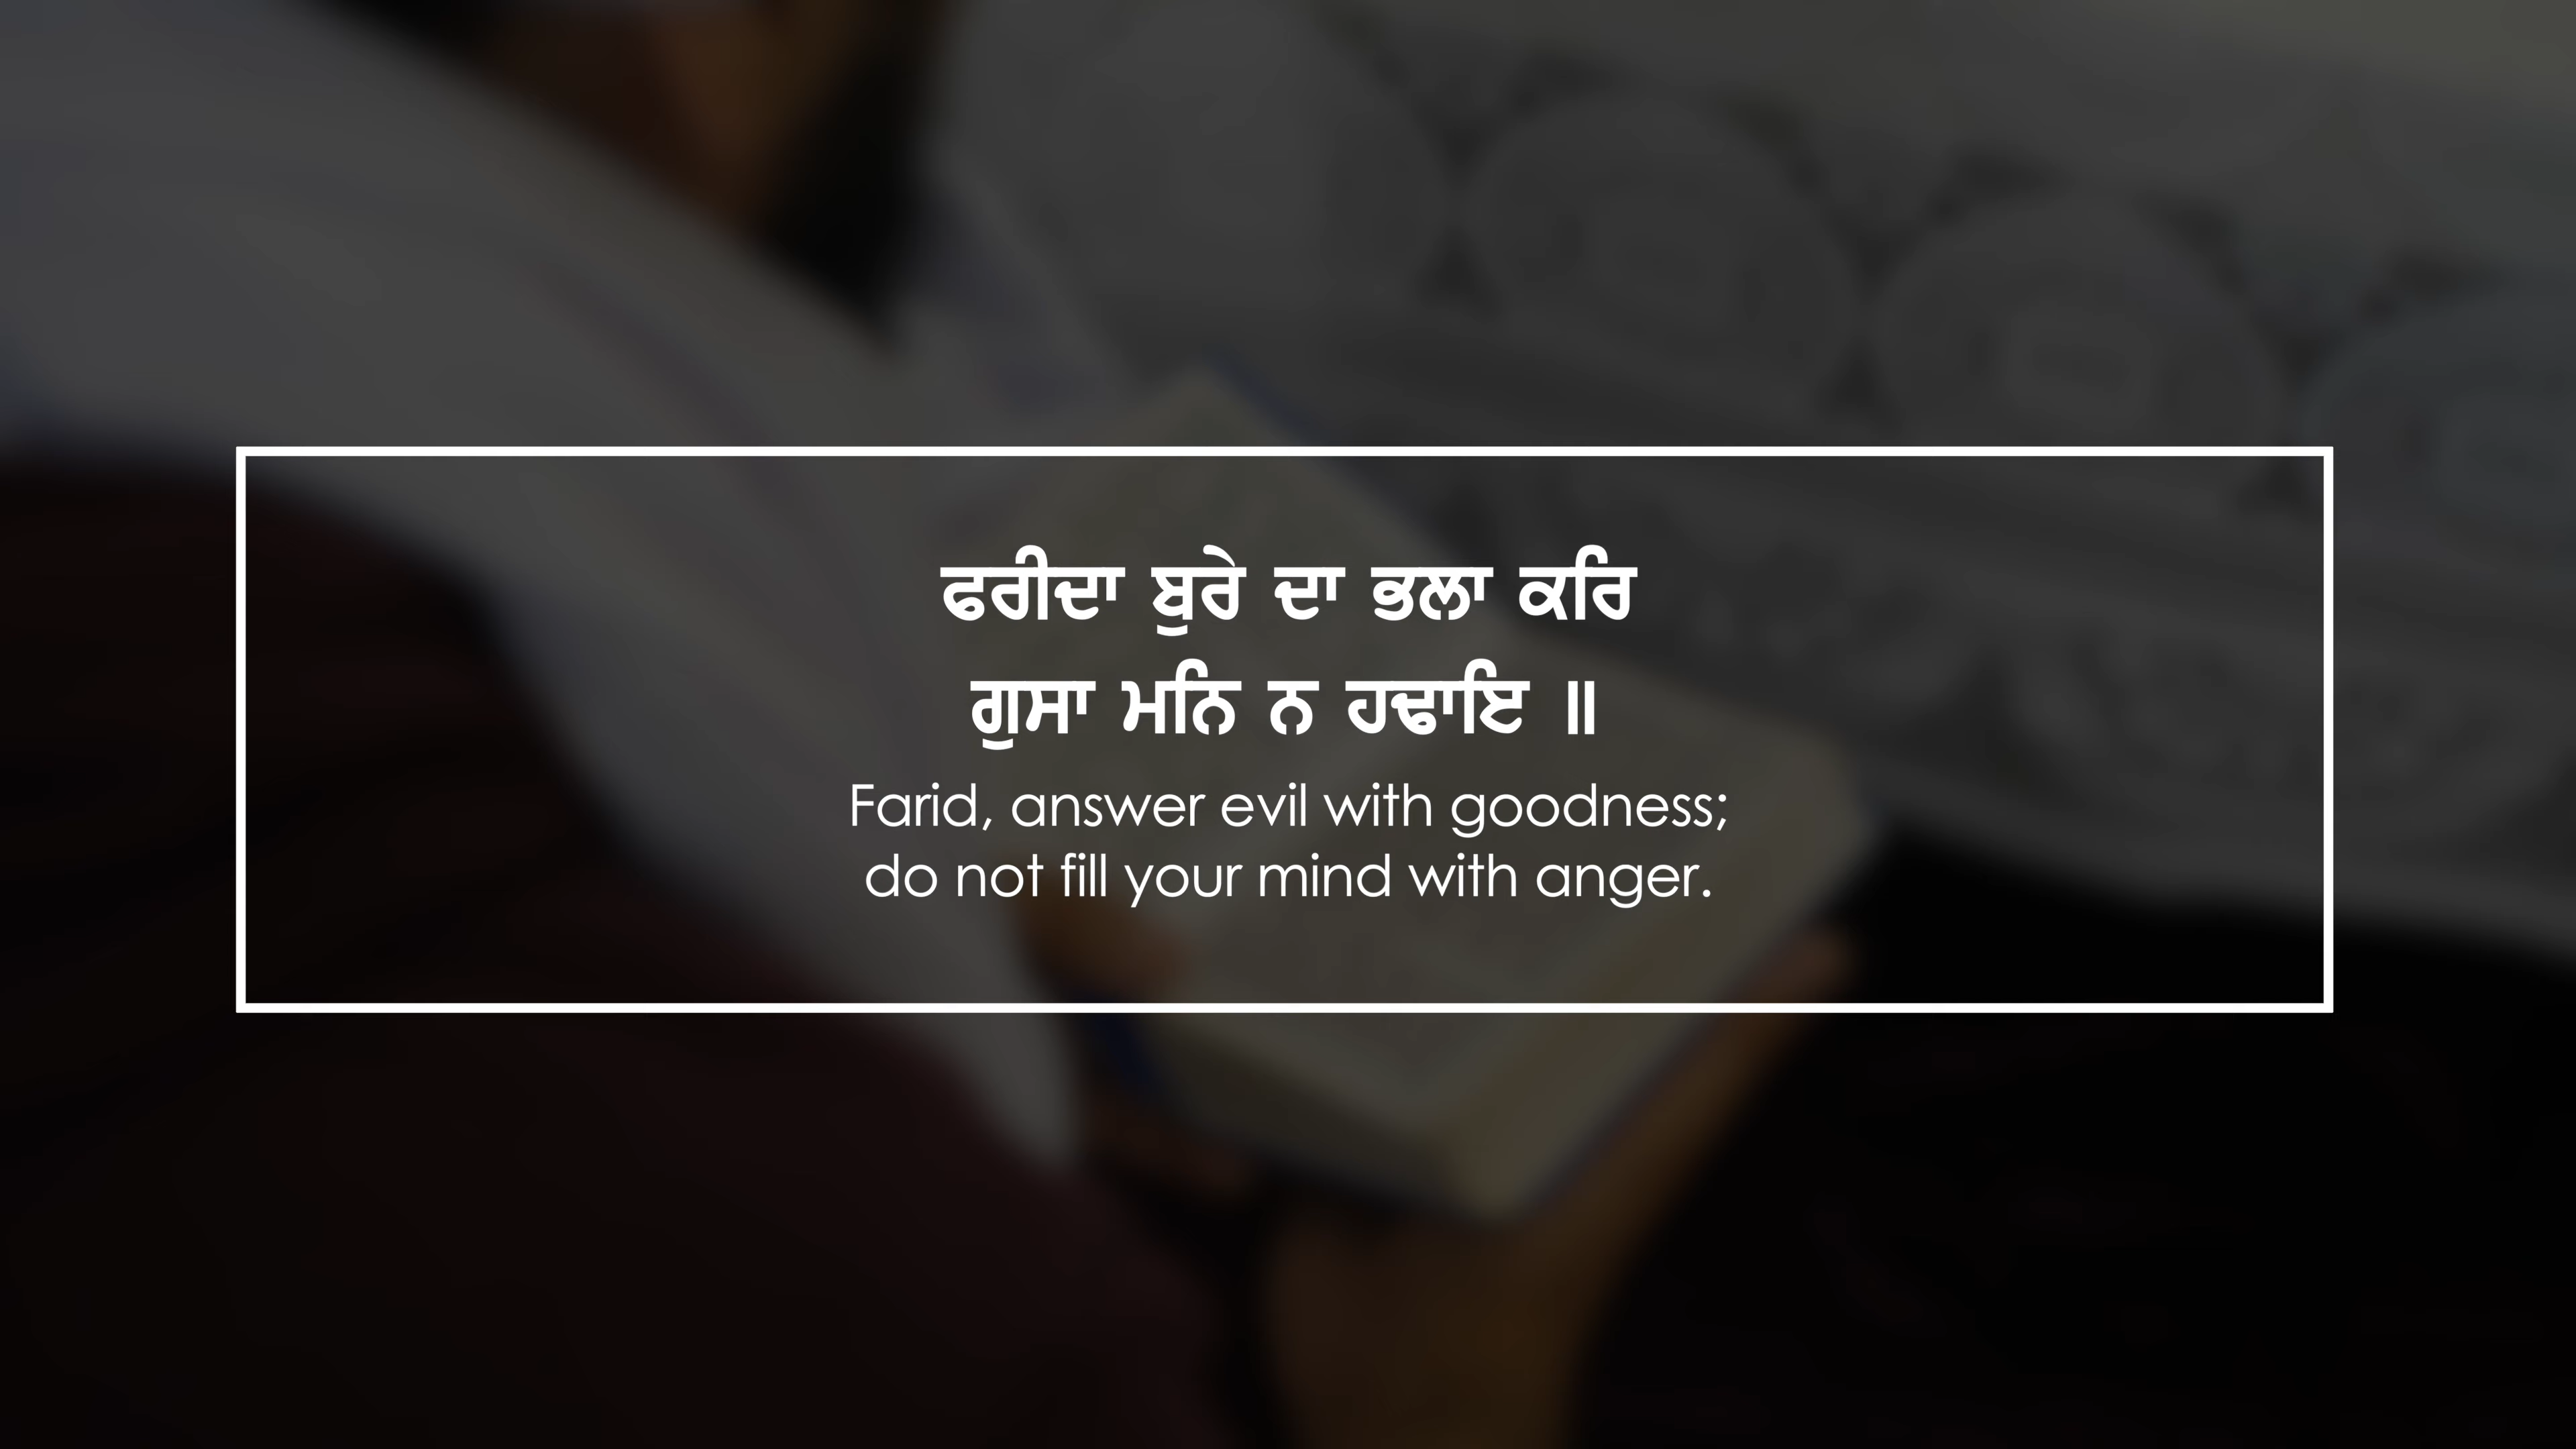 ਫਰੀਦਾ ਬੁਰੇ ਦਾ ਭਲਾ ਕਰਿ
ਗੁਸਾ ਮਨਿ ਨ ਹਢਾਇ ॥
Farid, answer evil with goodness;
do not fill your mind with anger.